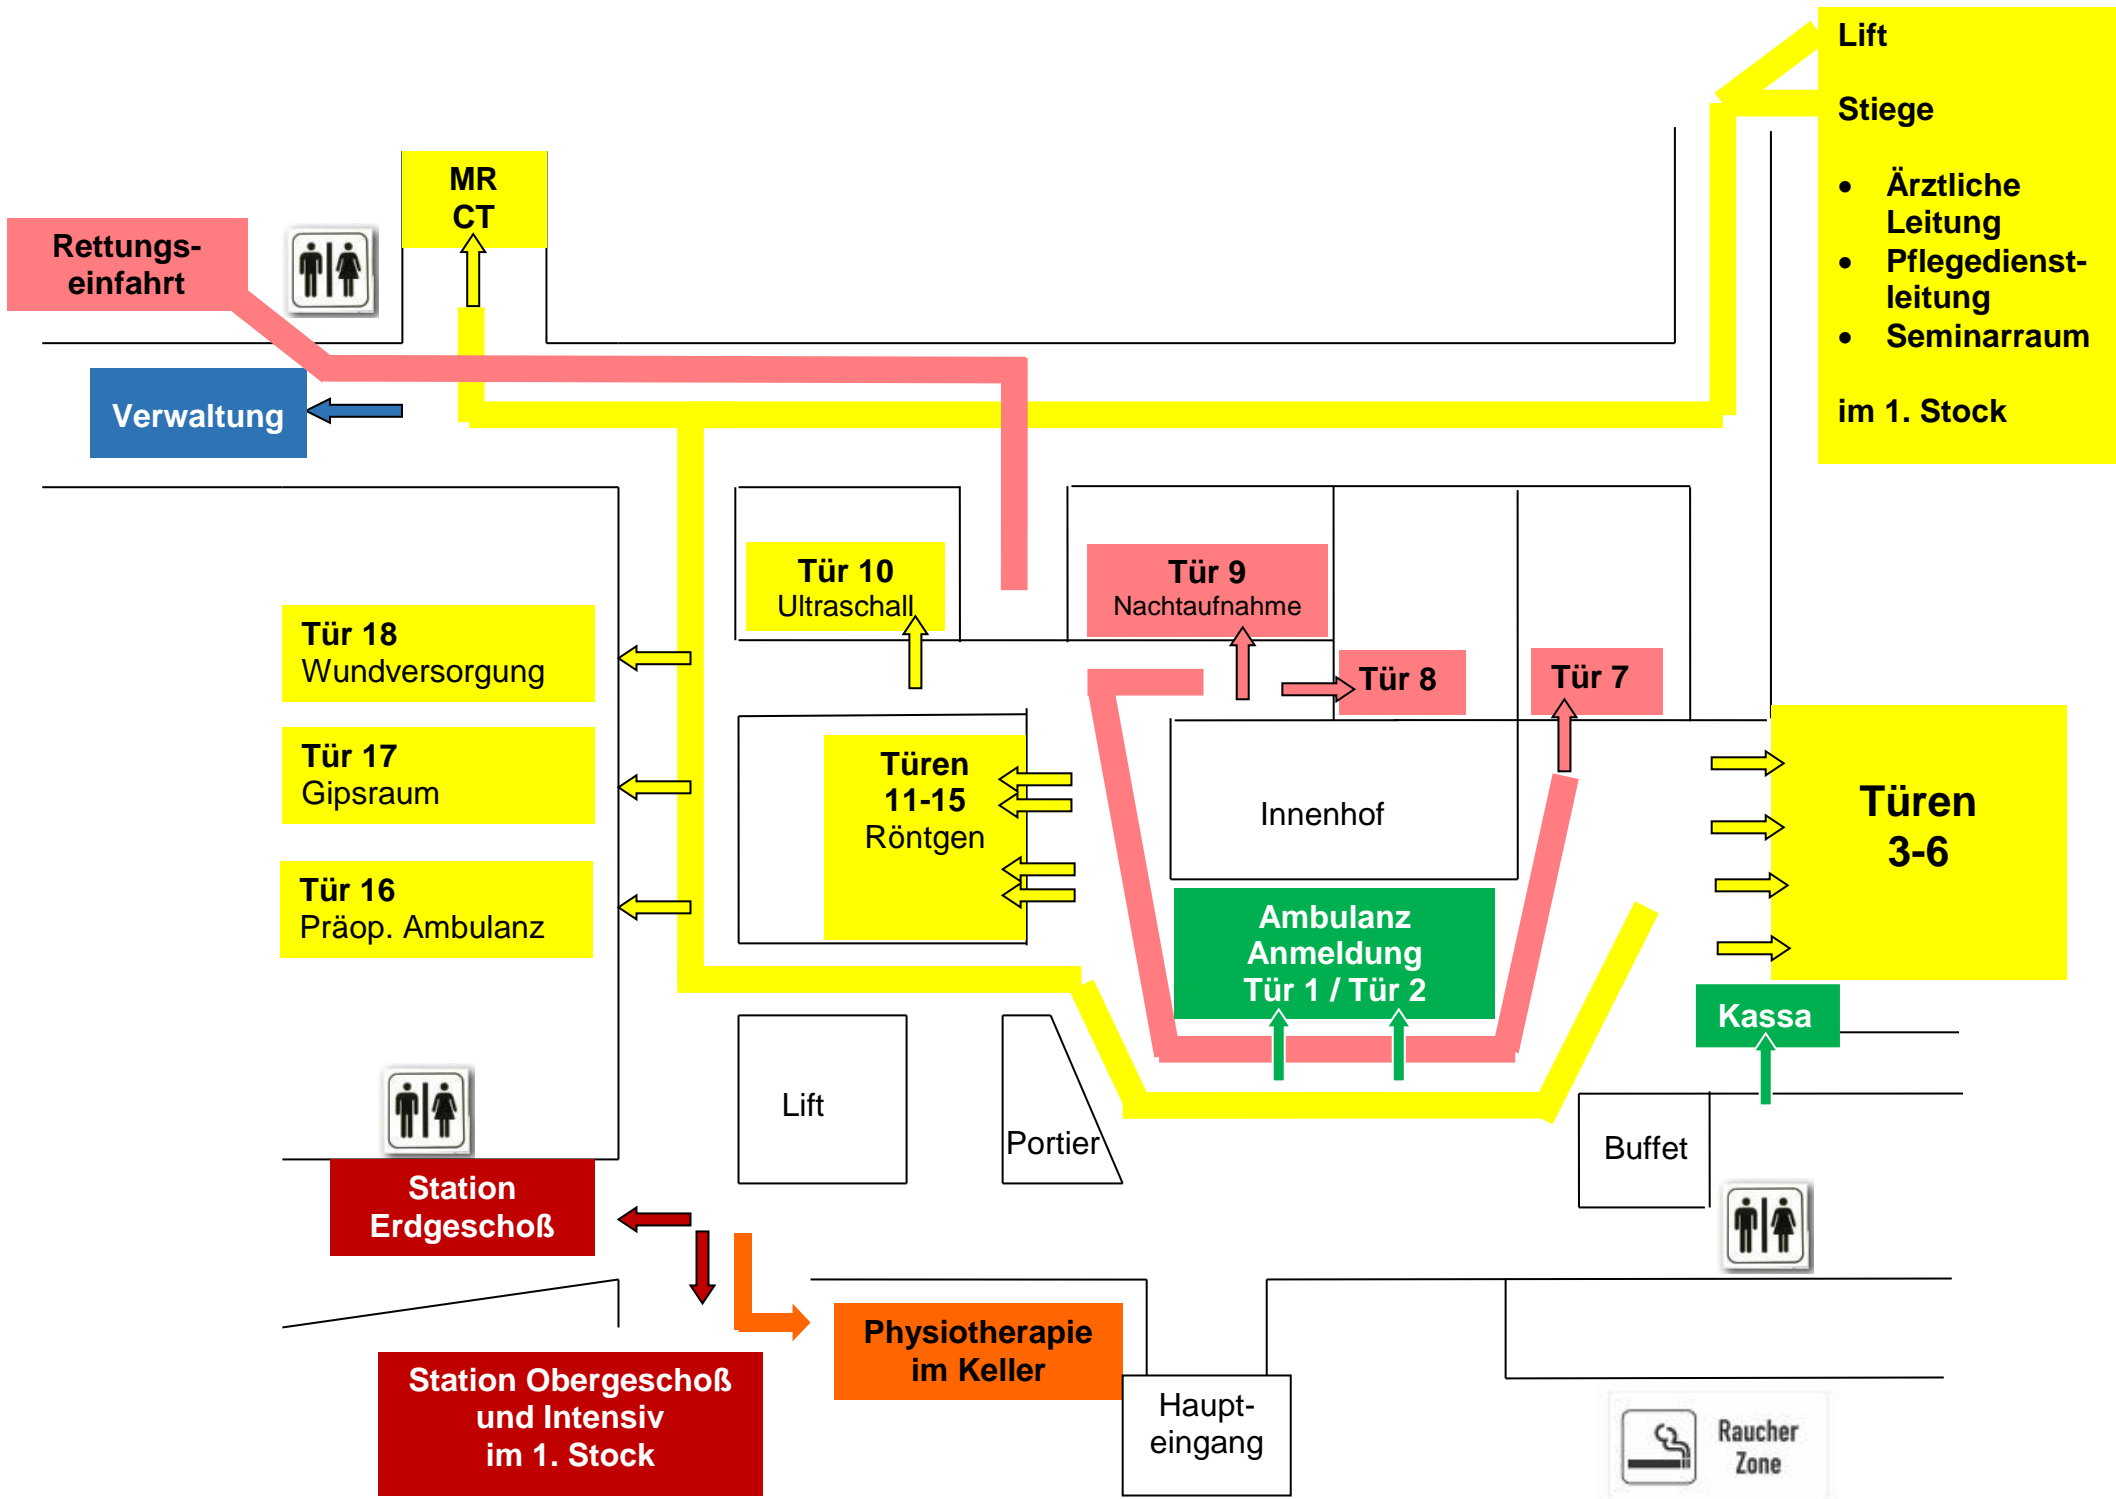 Lift
Stiege
• Ärztliche
Leitung
• Pflegedienst-
leitung
• Seminarraum
im 1. Stock
MR
CT
Rettungs-
einfahrt
Verwaltung
Tür 10
Ultraschall
Tür 9
Nachtaufnahme
Tür 8
Tür 7
Tür 18
Wundversorgung
Tür 17
Gipsraum
Tür 16
Präop. Ambulanz
Türen
11-15
Röntgen
Innenhof
Türen
3-6
Ambulanz
Anmeldung
Tür 1 / Tür 2
Kassa
Lift
Portier
Buffet
Station
Erdgeschoß
Physiotherapie
im Keller
Station Obergeschoß
und Intensiv
im 1. Stock
Haupt-
eingang
Raucher
Zone